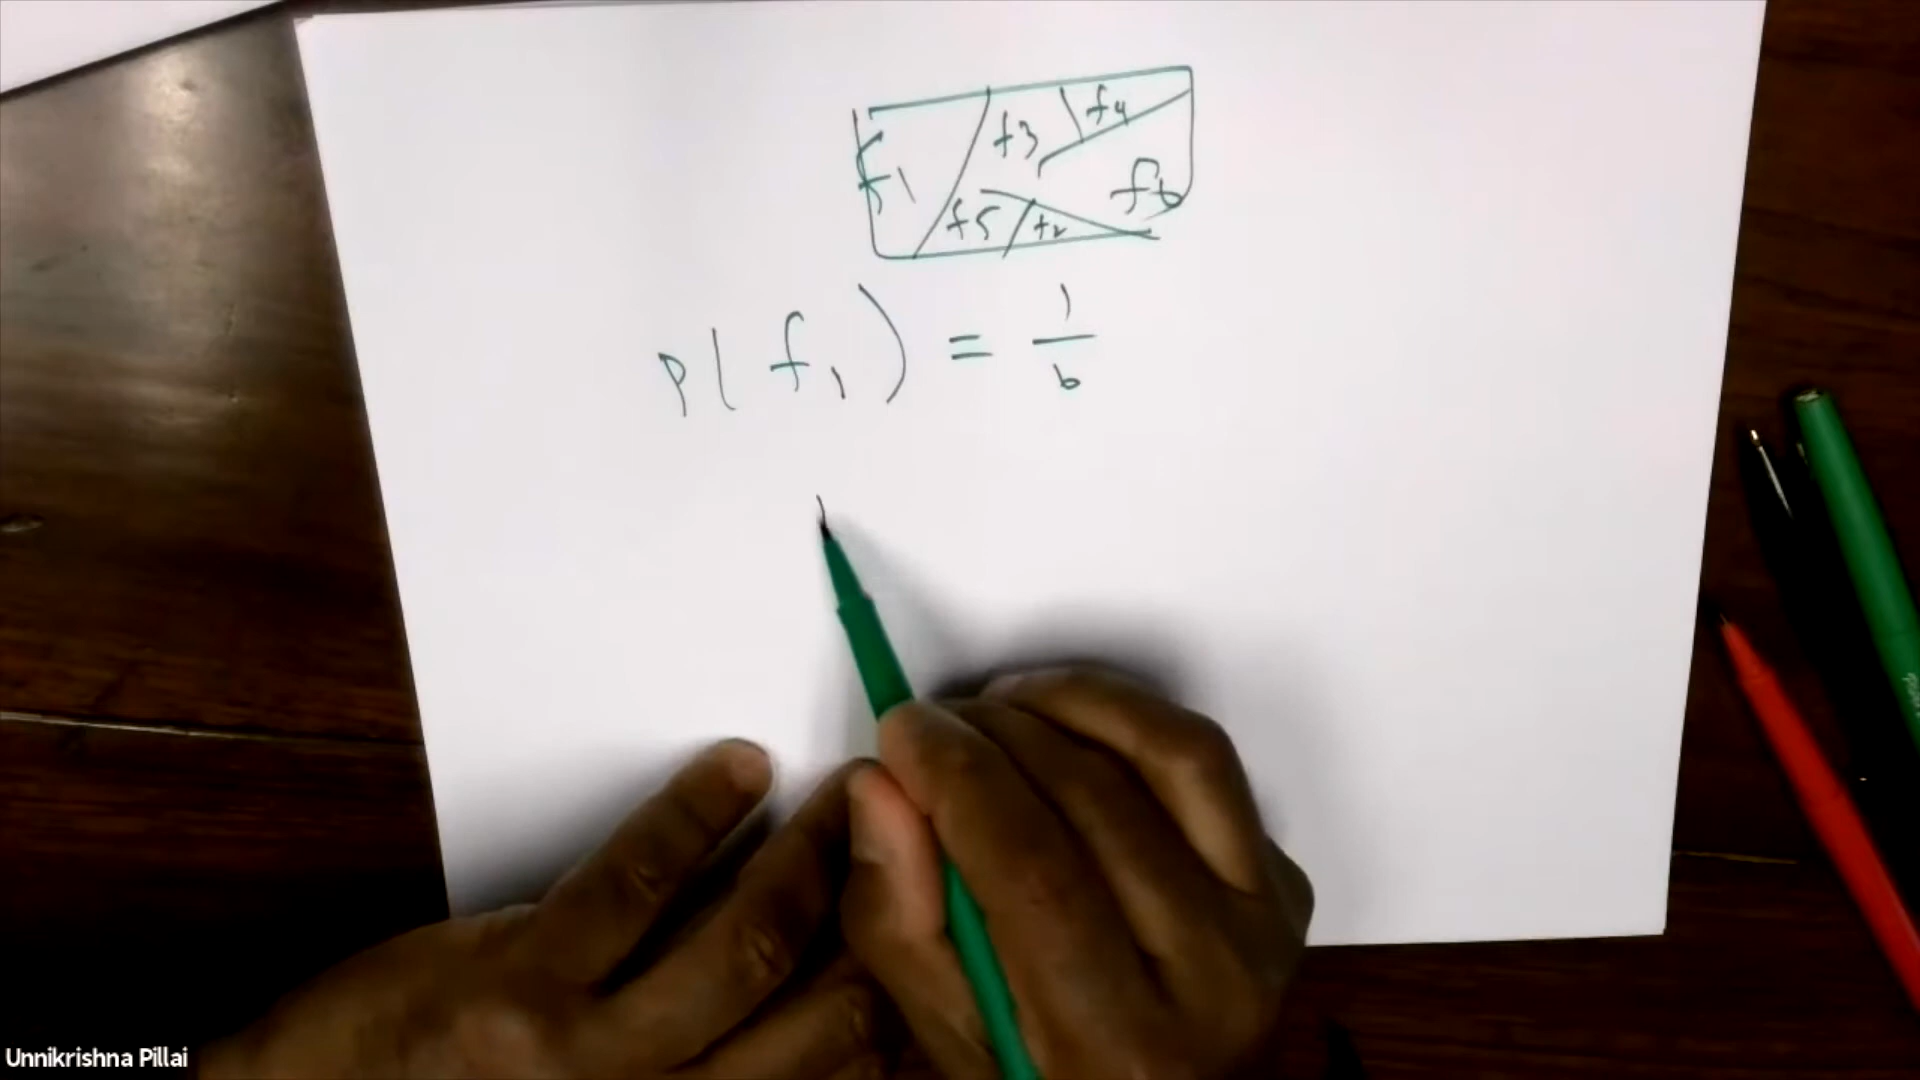 f1 f3 f4
f5 f2 f6
P(f1) = 1/6
Unnikrishna Pillai